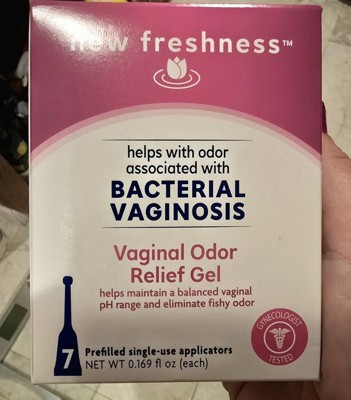 new freshness™
helps with odor
associated with
BACTERIAL
VAGINOSIS
Vaginal Odor
Relief Gel
helps maintain a balanced vaginal
pH range and eliminate fishy odor
7
Prefilled single-use applicators
NET WT 0.169 fl oz (each)
GYNECOLOGIST
TESTED